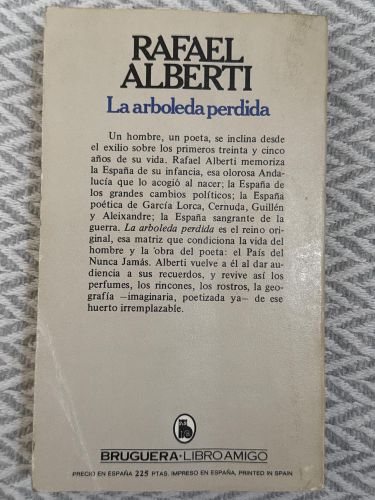 RAFAEL
ALBERTI
La arboleda perdida
Un hombre, un poeta, se inclina desde
el exilio sobre los primeros treinta y cinco
años de su vida. Rafael Alberti memoriza
la España de su infancia, esa olorosa Anda-
lucía que lo acogió al nacer; la España de
los grandes cambios políticos; la España
poética de García Lorca, Cernuda, Guillén
y Aleixandre; la España sangrante de la
guerra. La arboleda perdida es el reino ori-
ginal, esa matriz que condiciona la vida del
hombre y la obra del poeta: el País del
Nunca Jamás. Alberti vuelve a él al dar au-
diencia a sus recuerdos, y revive así los
perfumes, los rincones, los rostros, la geo-
grafía —imaginaria, poetizada ya— de ese
huerto irremplazable.
BRUGUERA·LIBRO AMIGO
PRECIO EN ESPAÑA 225 PTAS. IMPRESO EN ESPAÑA, PRINTED IN SPAIN